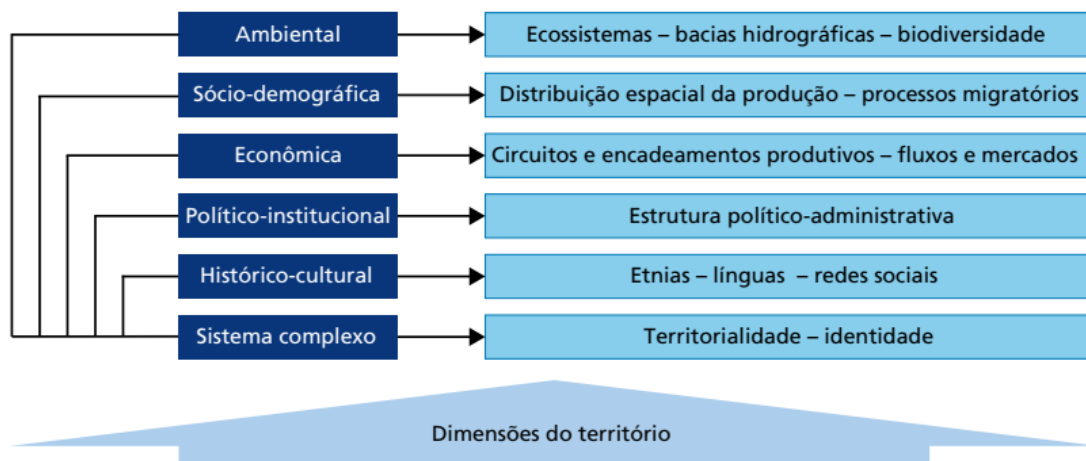 Ambiental
Ecossistemas – bacias hidrográficas – biodiversidade
Sócio-demográfica
Distribuição espacial da produção – processos migratórios
Econômica
Circuitos e encadeamentos produtivos – fluxos e mercados
Político-institucional
Estrutura político-administrativa
Histórico-cultural
Etnias – línguas – redes sociais
Sistema complexo
Territorialidade – identidade
Dimensões do território